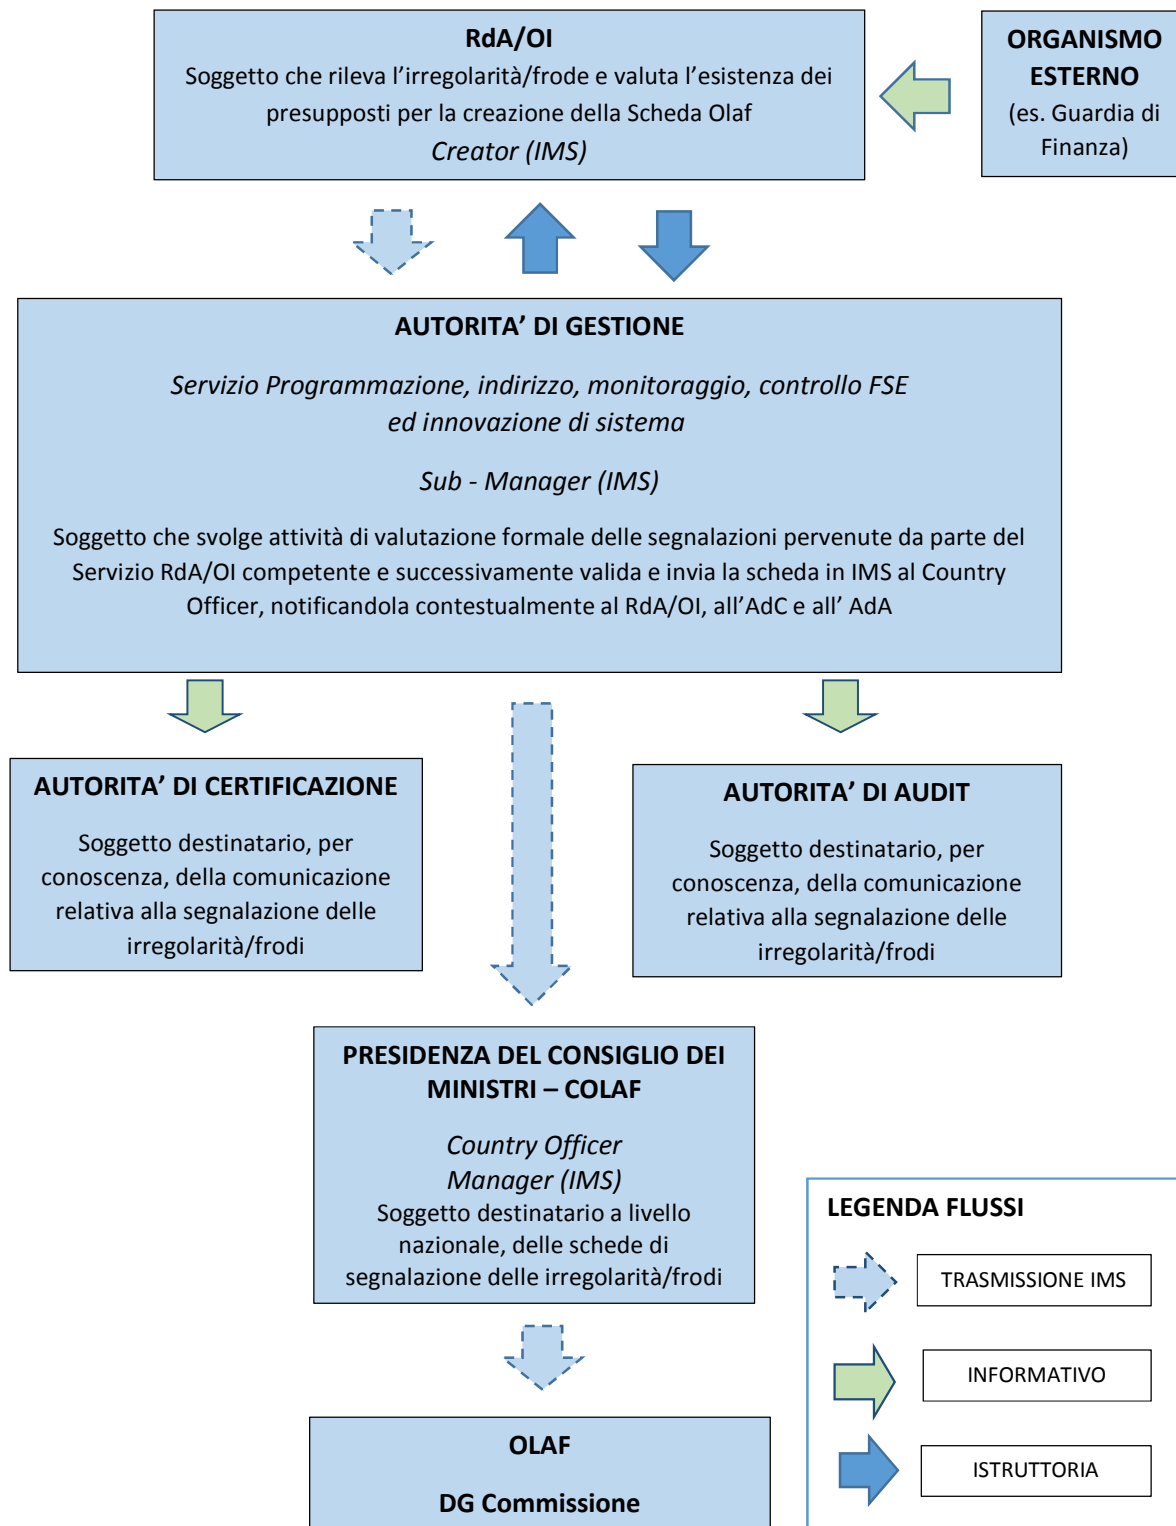 RdA/OI
Soggetto che rileva l’irregolarità/frode e valuta l’esistenza dei
presupposti per la creazione della Scheda Olaf
Creator (IMS)
ORGANISMO
ESTERNO
(es. Guardia di
Finanza)
AUTORITA’ DI GESTIONE
Servizio Programmazione, indirizzo, monitoraggio, controllo FSE
ed innovazione di sistema
Sub - Manager (IMS)
Soggetto che svolge attività di valutazione formale delle segnalazioni pervenute da parte del
Servizio RdA/OI competente e successivamente valida e invia la scheda in IMS al Country
Officer, notificandola contestualmente al RdA/OI, all’AdC e all’ AdA
AUTORITA’ DI CERTIFICAZIONE
Soggetto destinatario, per
conoscenza, della comunicazione
relativa alla segnalazione delle
irregolarità/frodi
AUTORITA’ DI AUDIT
Soggetto destinatario, per
conoscenza, della comunicazione
relativa alla segnalazione delle
irregolarità/frodi
PRESIDENZA DEL CONSIGLIO DEI
MINISTRI – COLAF
Country Officer
Manager (IMS)
Soggetto destinatario a livello
nazionale, delle schede di
segnalazione delle irregolarità/frodi
OLAF
DG Commissione
LEGENDA FLUSSI
TRASMISSIONE IMS
INFORMATIVO
ISTRUTTORIA